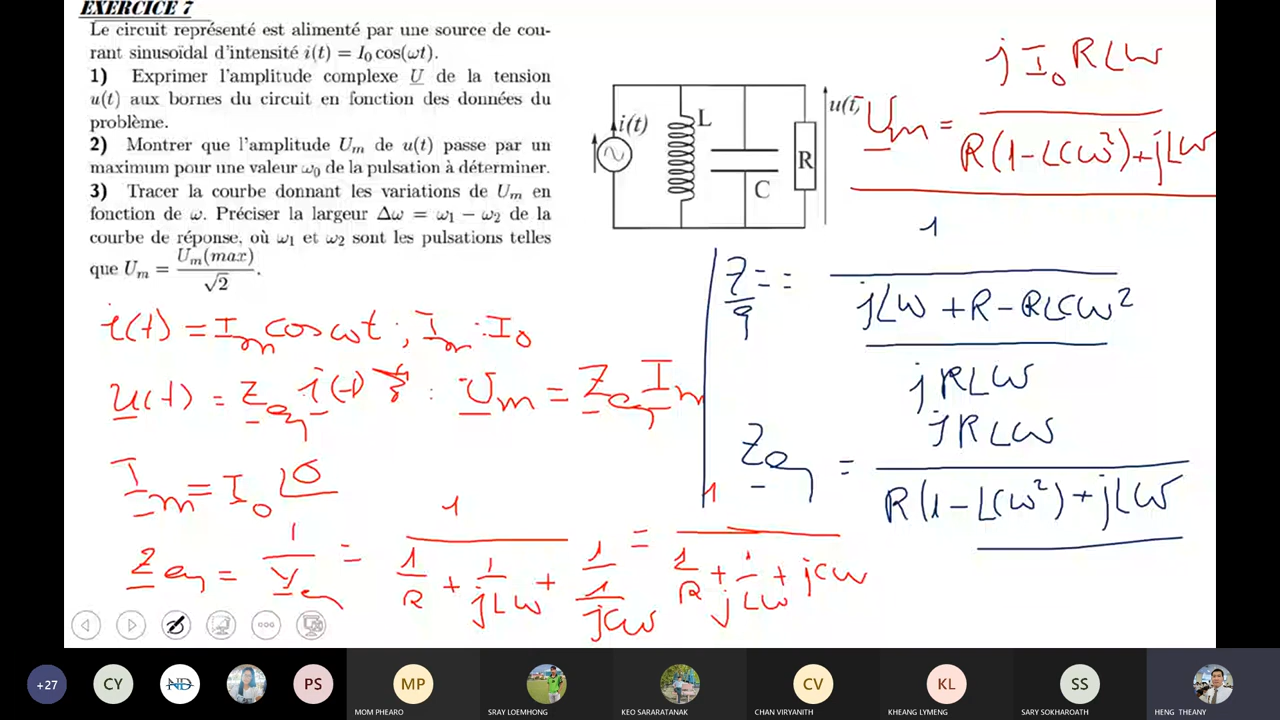 EXERCICE 7
Le circuit représenté est alimenté par une source de cou-
rant sinusoïdal d'intensité i(t) = I₀ cos(ωt).
1) Exprimer l'amplitude complexe U de la tension
u(t) aux bornes du circuit en fonction des données du
problème.
2) Montrer que l'amplitude Uₘ de u(t) passe par un
maximum pour une valeur ω₀ de la pulsation à déterminer.
3) Tracer la courbe donnant les variations de Uₘ en
fonction de ω. Préciser la largeur Δω = ω₁ − ω₂ de la
courbe de réponse, où ω₁ et ω₂ sont les pulsations telles
que Uₘ = Uₘ(max)/√2.
i(t)
L
C
R
u(t)
Uₘ = j I₀ RLω / R(1-LCω²)+jLω
i(t) = Iₘ cos ωt ; Iₘ : I₀
u(t) = Zeq i(t) : Uₘ = Zeq Iₘ
Iₘ = I₀ ∠0
Zeq = 1/Yeq = 1 / (1/R + 1/jLω + 1/(1/jCω)) = 1 / (1/R + 1/jLω + jCω)
Zeq = 1 / ((jLω + R - RLCω²) / jRLω)
Zeq = jRLω / R(1-LCω²)+jLω
+27
CY
ND
PS
MP
MOM PHEARO
SRAY LOEMHONG
KEO SARARATANAK
CV
CHAN VIRYANITH
KL
KHEANG LYMENG
SS
SARY SOKHAROATH
HENG THEANY